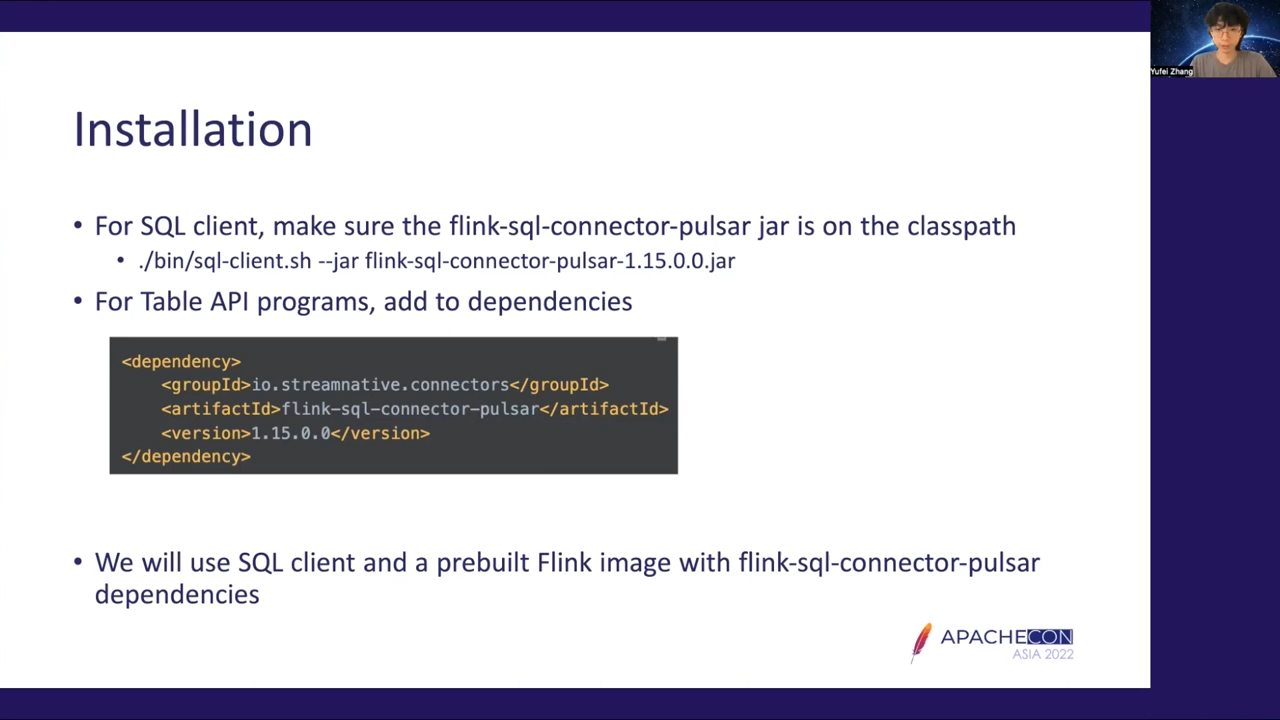 Yufei Zhang
Installation
• For SQL client, make sure the flink-sql-connector-pulsar jar is on the classpath
• ./bin/sql-client.sh --jar flink-sql-connector-pulsar-1.15.0.0.jar
• For Table API programs, add to dependencies
<dependency>
<groupId>io.streamnative.connectors</groupId>
<artifactId>flink-sql-connector-pulsar</artifactId>
<version>1.15.0.0</version>
</dependency>
• We will use SQL client and a prebuilt Flink image with flink-sql-connector-pulsar
dependencies
APACHECON
ASIA 2022